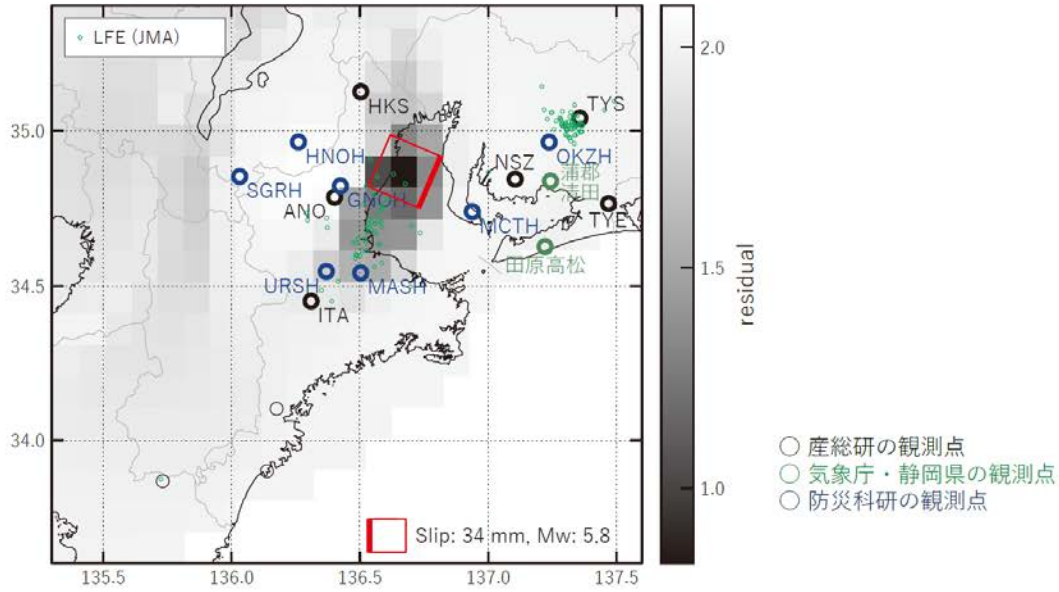 LFE (JMA)
HKS
TYS
HNOH
OKZH
NSZ
蒲郡
清田
SGRH
GNOH
ANO
TYE
MCTH
田原高松
URSH
MASH
ITA
Slip: 34 mm, Mw: 5.8
35.0
34.5
34.0
135.5
136.0
136.5
137.0
137.5
2.0
1.5
1.0
residual
産総研の観測点
気象庁・静岡県の観測点
防災科研の観測点